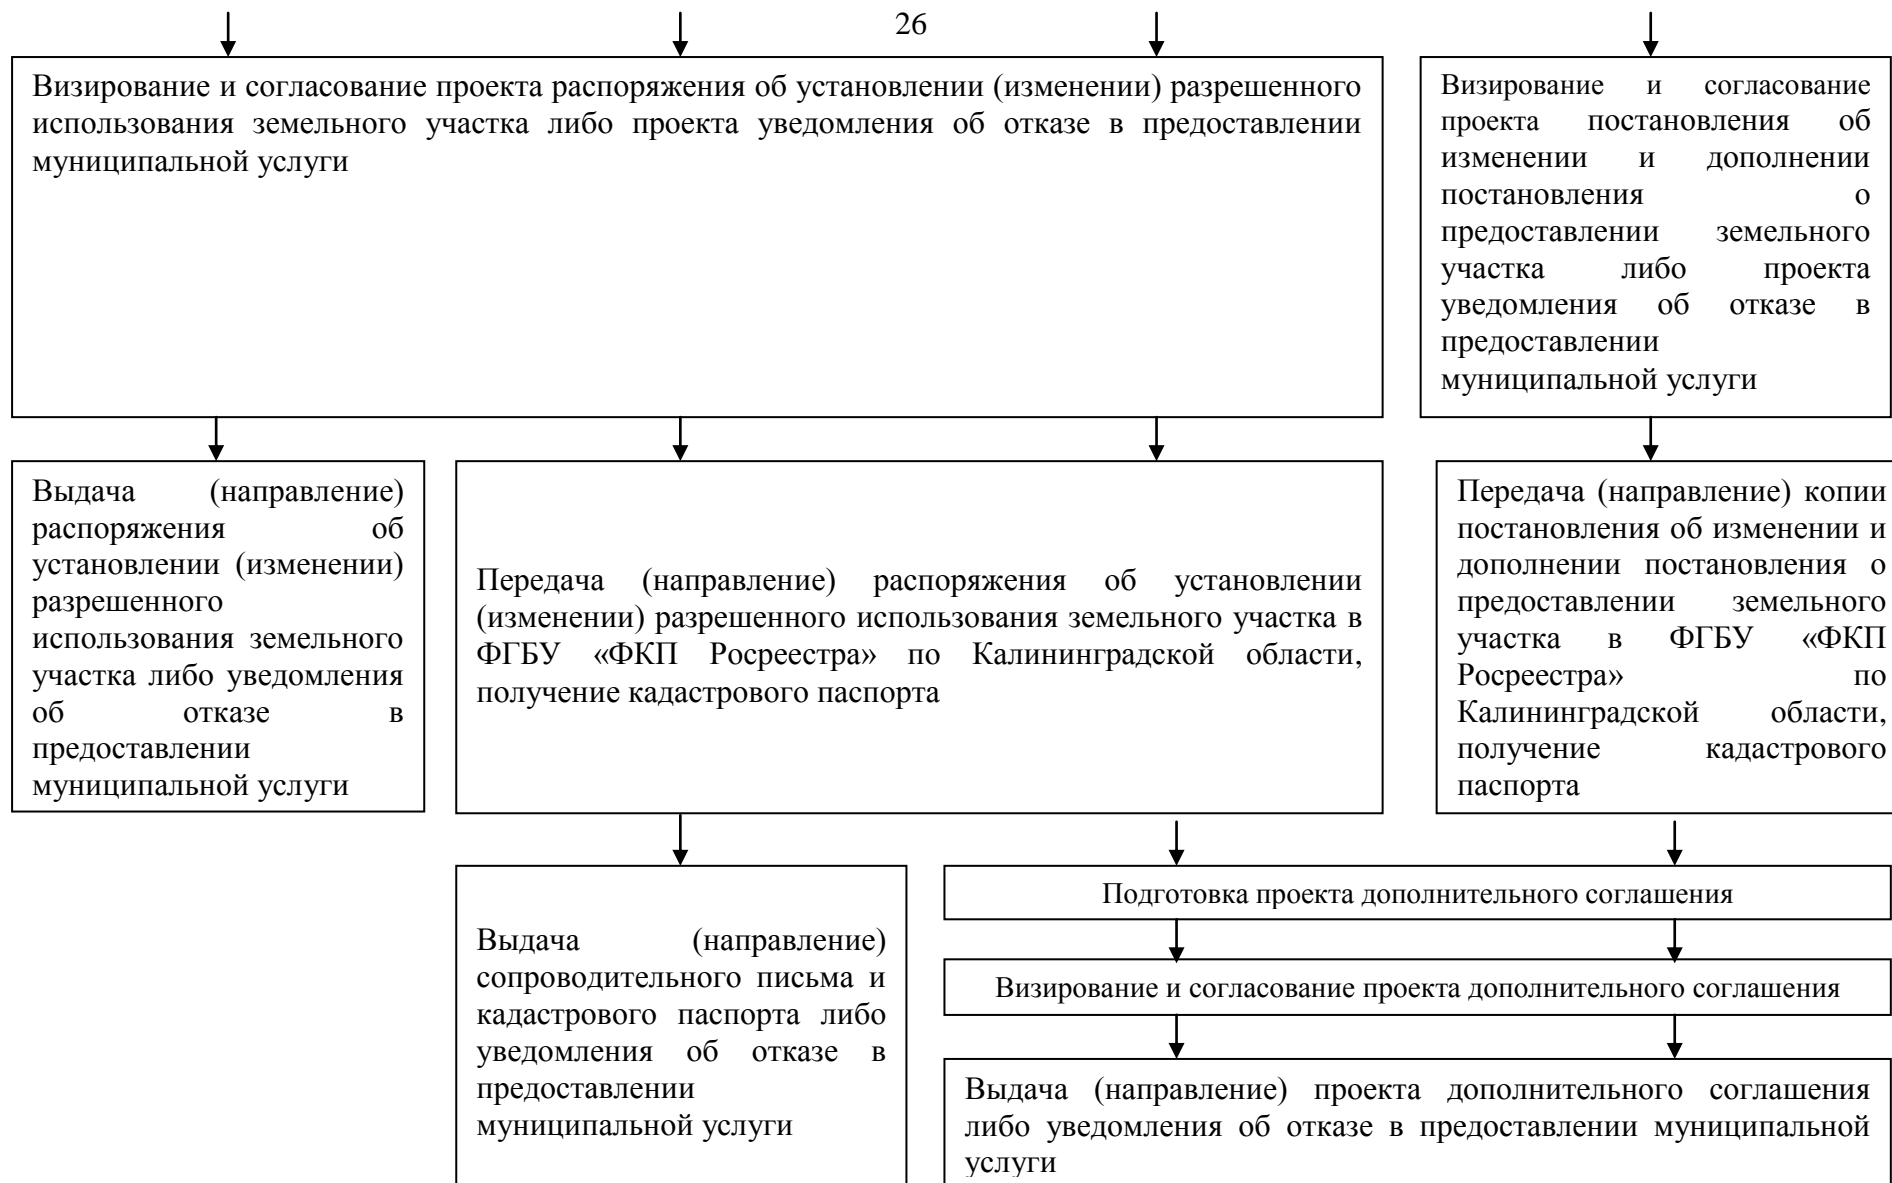 26
Визирование и согласование проекта распоряжения об установлении (изменении) разрешенного
использования земельного участка либо проекта уведомления об отказе в предоставлении
муниципальной услуги
Визирование и согласование
проекта постановления об
изменении и дополнении
постановления о
предоставлении земельного
участка либо проекта
уведомления об отказе в
предоставлении
муниципальной услуги
Выдача (направление)
распоряжения об
установлении (изменении)
разрешенного
использования земельного
участка либо уведомления
об отказе в
предоставлении
муниципальной услуги
Передача (направление) распоряжения об установлении
(изменении) разрешенного использования земельного участка в
ФГБУ «ФКП Росреестра» по Калининградской области,
получение кадастрового паспорта
Передача (направление) копии
постановления об изменении и
дополнении постановления о
предоставлении земельного
участка в ФГБУ «ФКП
Росреестра» по
Калининградской области,
получение кадастрового
паспорта
Выдача (направление)
сопроводительного письма и
кадастрового паспорта либо
уведомления об отказе в
предоставлении
муниципальной услуги
Подготовка проекта дополнительного соглашения
Визирование и согласование проекта дополнительного соглашения
Выдача (направление) проекта дополнительного соглашения
либо уведомления об отказе в предоставлении муниципальной
услуги